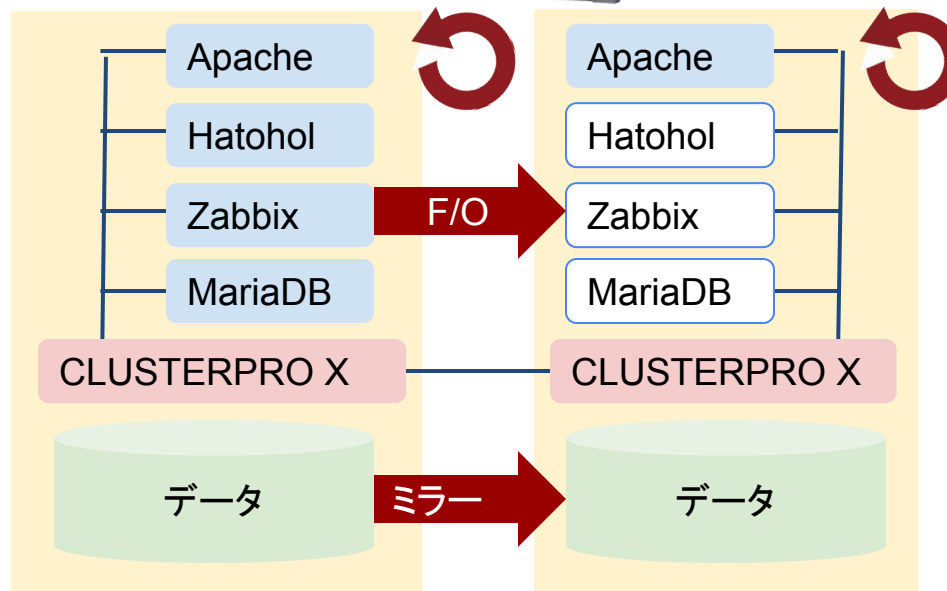 Apache
Hatohol
Zabbix
MariaDB
CLUSTERPRO X
データ
F/O
ミラー
Apache
Hatohol
Zabbix
MariaDB
CLUSTERPRO X
データ